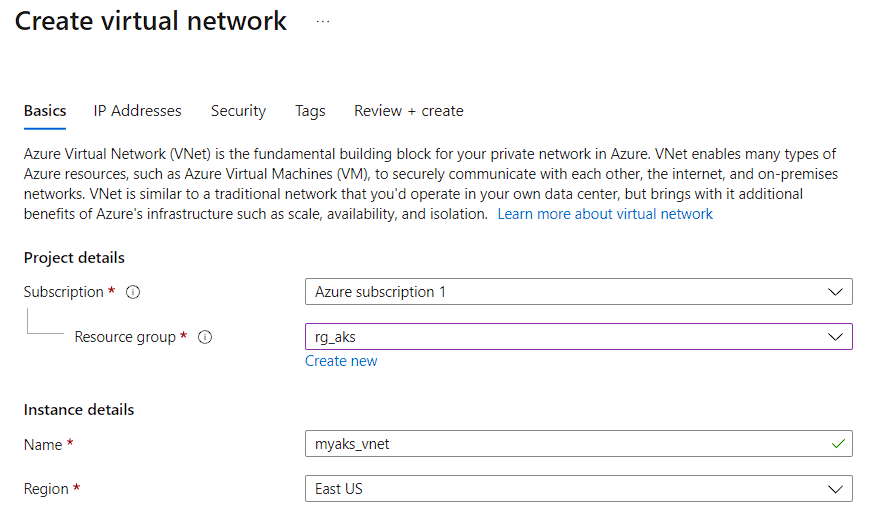 Create virtual network ...
Basics IP Addresses Security Tags Review + create
Azure Virtual Network (VNet) is the fundamental building block for your private network in Azure. VNet enables many types of
Azure resources, such as Azure Virtual Machines (VM), to securely communicate with each other, the internet, and on-premises
networks. VNet is similar to a traditional network that you'd operate in your own data center, but brings with it additional
benefits of Azure's infrastructure such as scale, availability, and isolation. Learn more about virtual network
Project details
Subscription * Azure subscription 1
Resource group * rg_aks
Create new
Instance details
Name * myaks_vnet
Region * East US